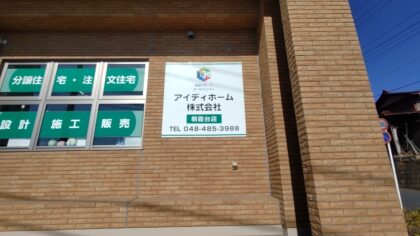 分譲住宅・注文住宅
設計施工・販売
アイディホーム
株式会社
朝霞台店
TEL 048-485-3988